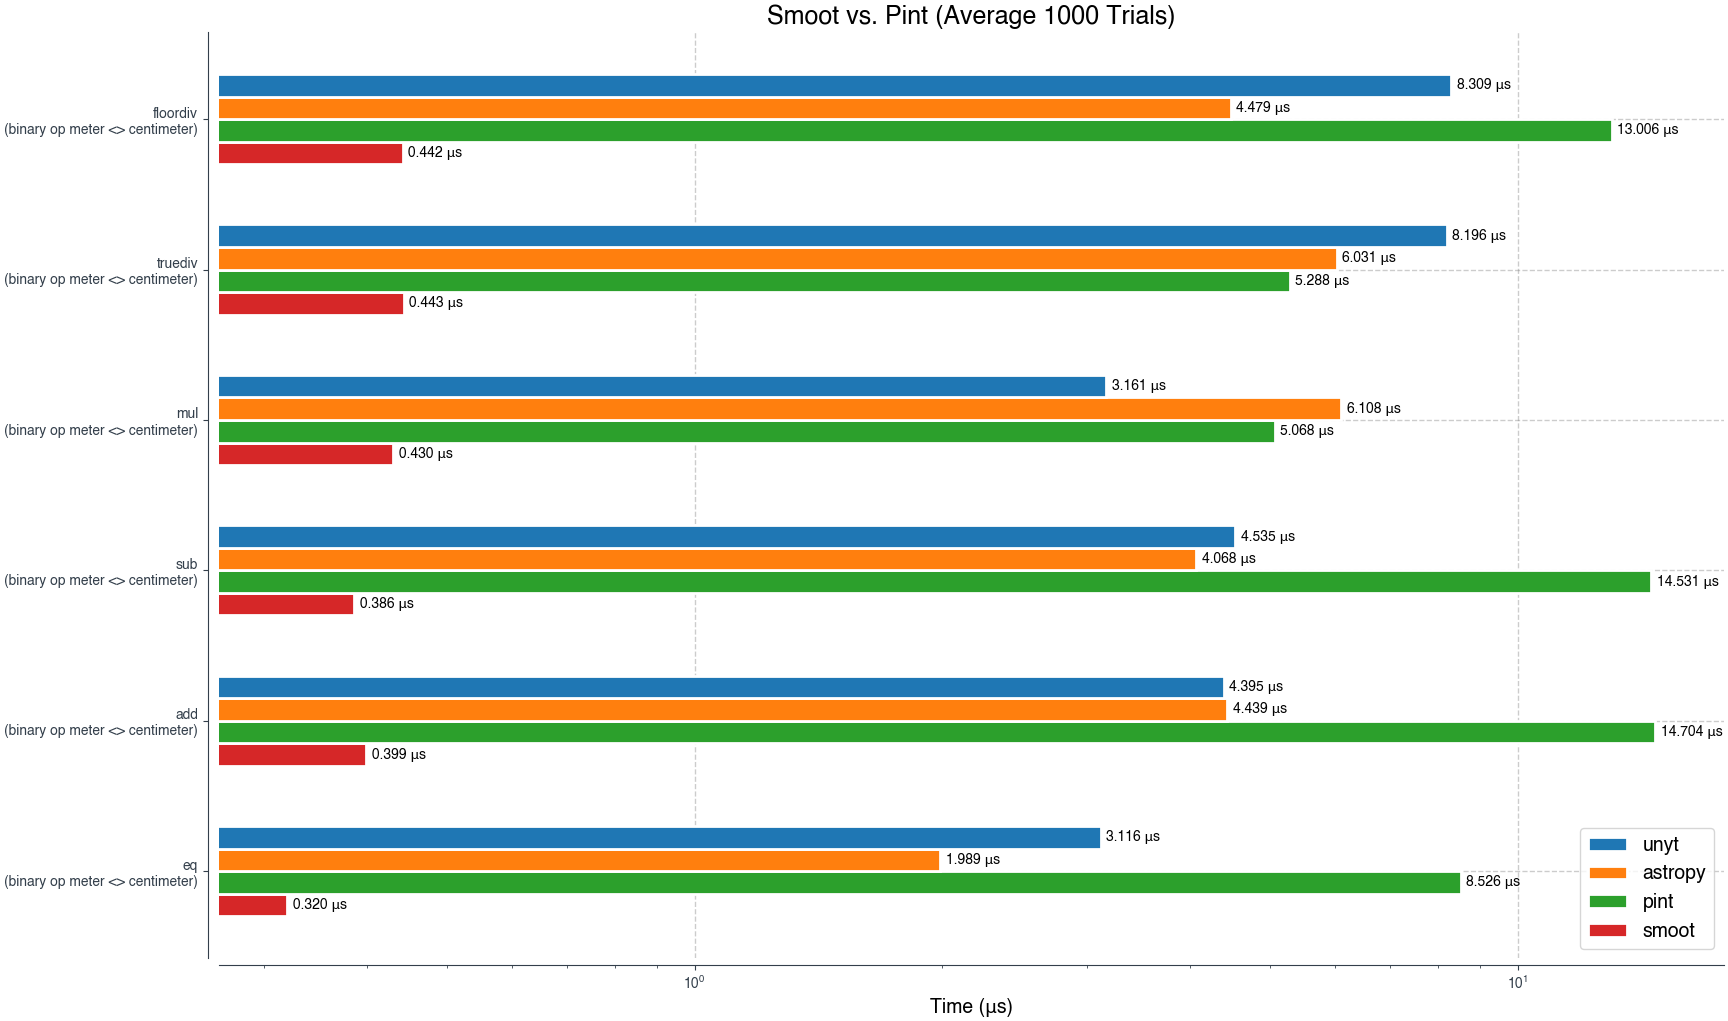 Smoot vs. Pint (Average 1000 Trials)
floordiv
(binary op meter <> centimeter)
8.309 µs
4.479 µs
13.006 µs
0.442 µs
truediv
(binary op meter <> centimeter)
8.196 µs
6.031 µs
5.288 µs
0.443 µs
mul
(binary op meter <> centimeter)
3.161 µs
6.108 µs
5.068 µs
0.430 µs
sub
(binary op meter <> centimeter)
4.535 µs
4.068 µs
14.531 µs
0.386 µs
add
(binary op meter <> centimeter)
4.395 µs
4.439 µs
14.704 µs
0.399 µs
eq
(binary op meter <> centimeter)
3.116 µs
1.989 µs
8.526 µs
0.320 µs
unyt
astropy
pint
smoot
10⁰
10¹
Time (µs)